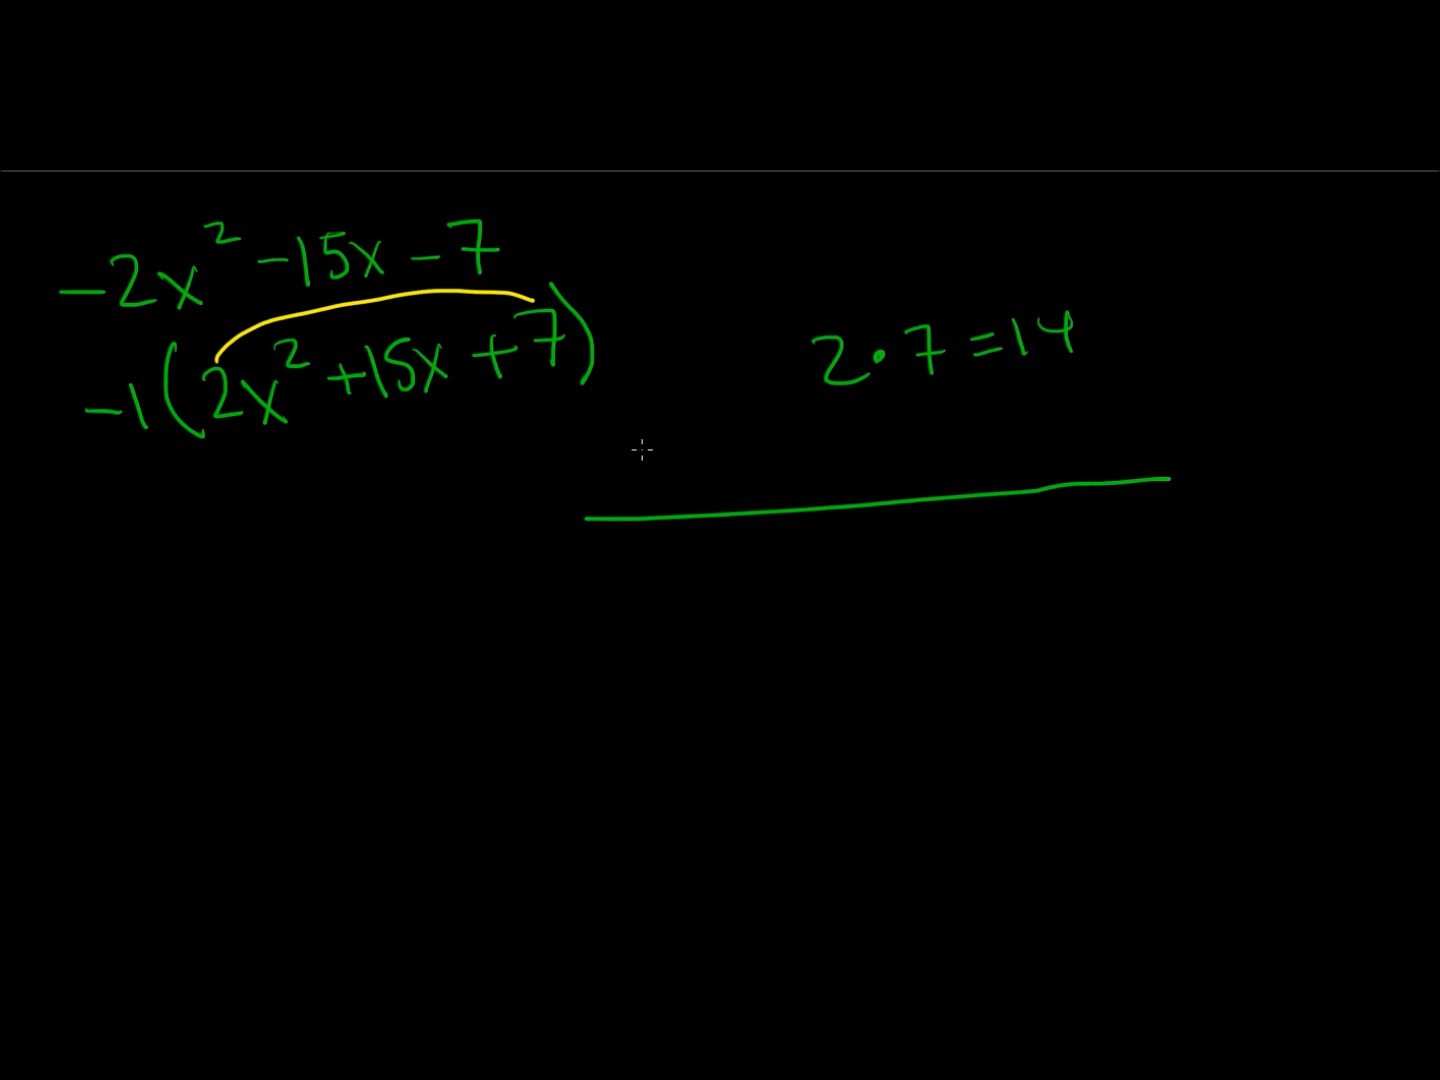 -2x² -15x - 7
-1(2x² +15x + 7)
2 • 7 = 14